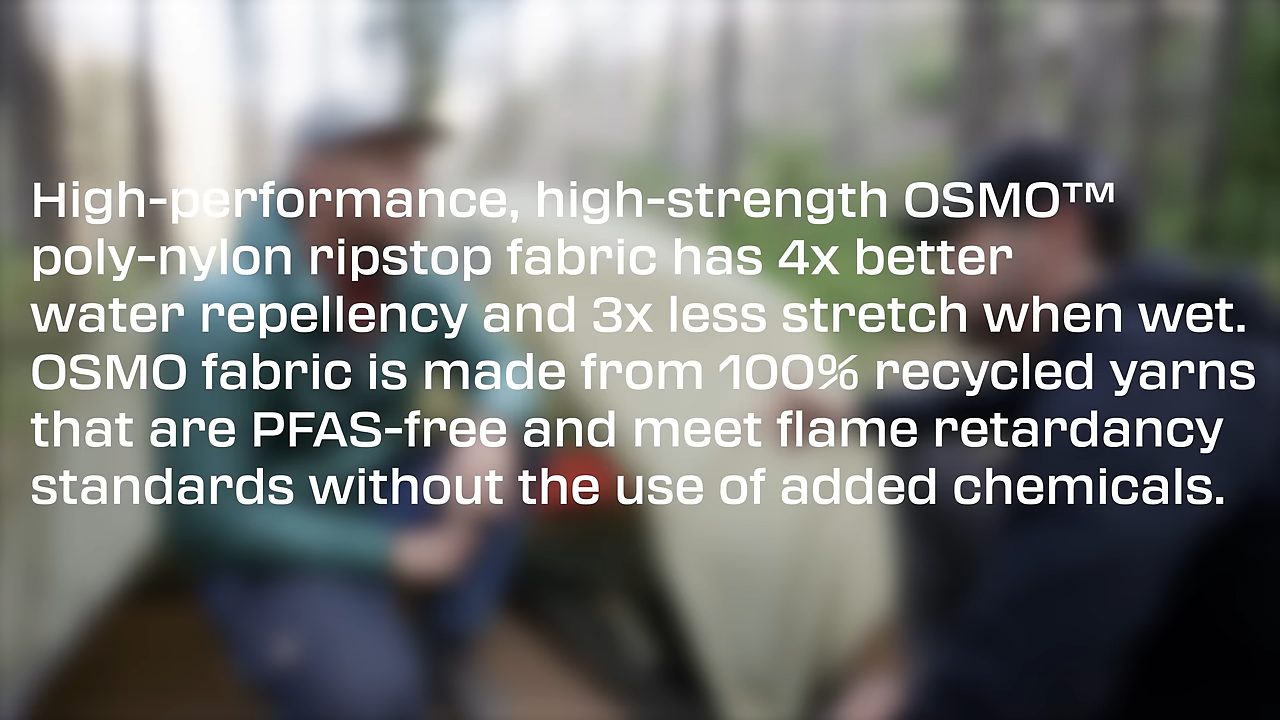 High-performance, high-strength OSMO™
poly-nylon ripstop fabric has 4x better
water repellency and 3x less stretch when wet.
OSMO fabric is made from 100% recycled yarns
that are PFAS-free and meet flame retardancy
standards without the use of added chemicals.